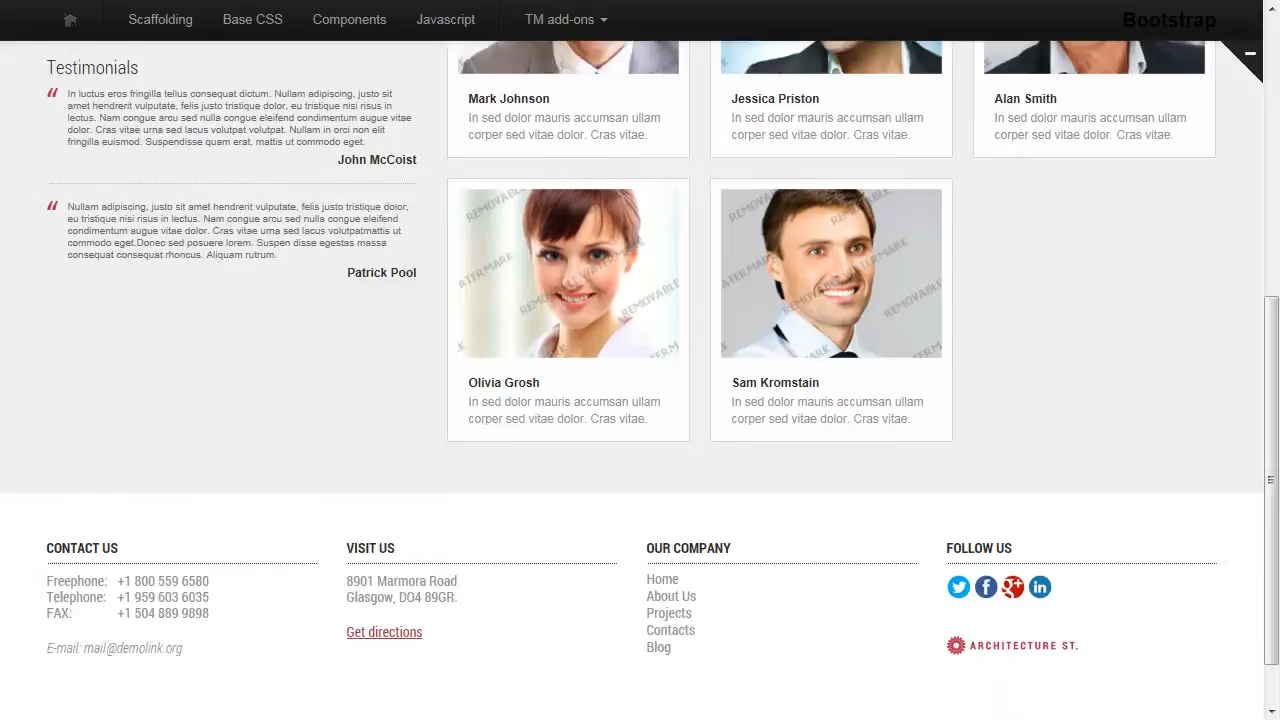 Scaffolding Base CSS Components Javascript TM add-ons Bootstrap
Testimonials
“ In luctus eros fringilla tellus consequat dictum. Nullam adipiscing, justo sit
amet hendrerit vulputate, felis justo tristique dolor, eu tristique nisi risus in
lectus. Nam congue arcu sed nulla congue eleifend condimentum augue vitae
dolor. Cras vitae urna sed lacus volutpat volutpat. Nullam in orci non elit
fringilla euismod. Suspendisse quam erat, mattis ut commodo eget.
John McCoist
“ Nullam adipiscing, justo sit amet hendrerit vulputate, felis justo tristique dolor,
eu tristique nisi risus in lectus. Nam congue arcu sed nulla congue eleifend
condimentum augue vitae dolor. Cras vitae urna sed lacus volutpatmattis ut
commodo eget.Donec sed posuere lorem. Suspen disse egestas massa
consequat consequat rhoncus. Aliquam rutrum.
Patrick Pool
Mark Johnson
In sed dolor mauris accumsan ullam
corper sed vitae dolor. Cras vitae.
Jessica Priston
In sed dolor mauris accumsan ullam
corper sed vitae dolor. Cras vitae.
Alan Smith
In sed dolor mauris accumsan ullam
corper sed vitae dolor. Cras vitae.
REMOVABLE
ATERMARK
REMOVABLE
Olivia Grosh
In sed dolor mauris accumsan ullam
corper sed vitae dolor. Cras vitae.
REMOVABLE
ATERMARK
REMOVABLE
Sam Kromstain
In sed dolor mauris accumsan ullam
corper sed vitae dolor. Cras vitae.
CONTACT US
Freephone: +1 800 559 6580
Telephone: +1 959 603 6035
FAX: +1 504 889 9898
E-mail: mail@demolink.org
VISIT US
8901 Marmora Road
Glasgow, DO4 89GR.
Get directions
OUR COMPANY
Home
About Us
Projects
Contacts
Blog
FOLLOW US
ARCHITECTURE ST.